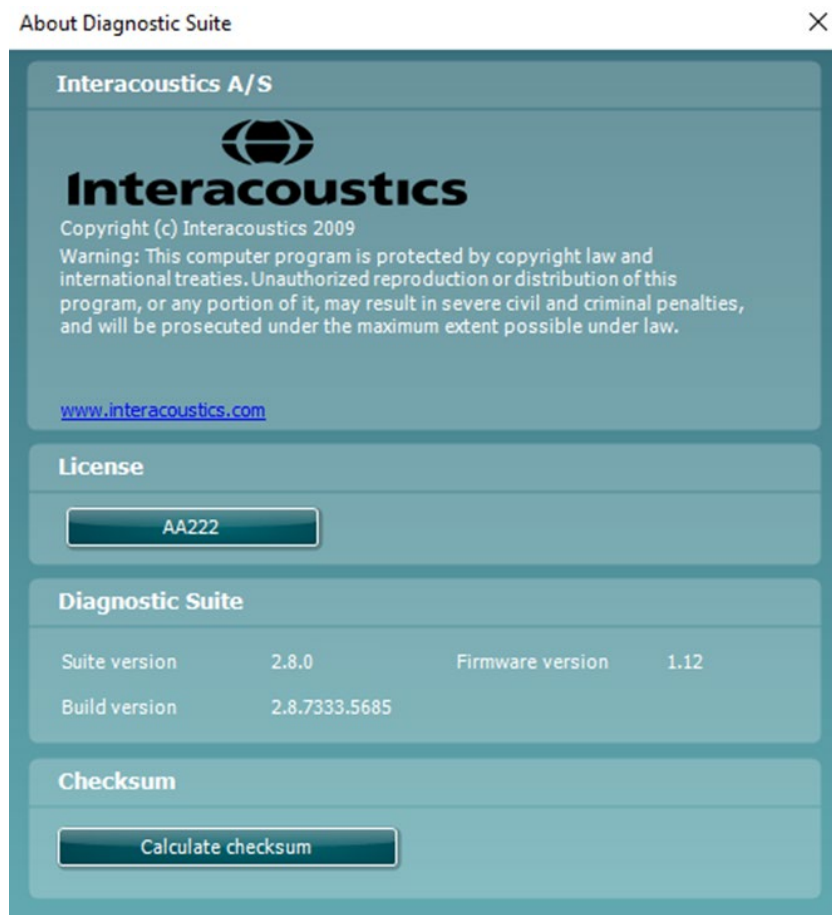 About Diagnostic Suite
Interacoustics A/S
Interacoustics
Copyright (c) Interacoustics 2009
Warning: This computer program is protected by copyright law and
international treaties. Unauthorized reproduction or distribution of this
program, or any portion of it, may result in severe civil and criminal penalties,
and will be prosecuted under the maximum extent possible under law.
www.interacoustics.com
License
AA222
Diagnostic Suite
Suite version 2.8.0 Firmware version 1.12
Build version 2.8.7333.5685
Checksum
Calculate checksum